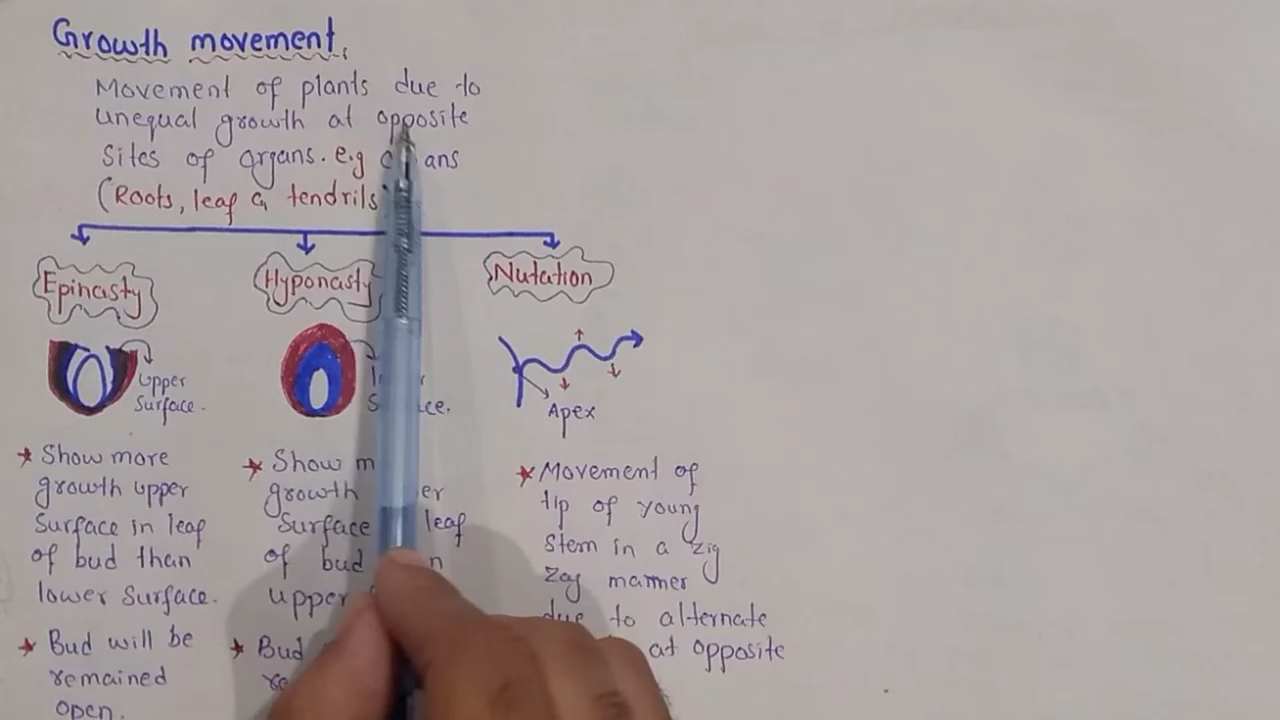 Growth movement.
Movement of plants due to
unequal growth at opposite
Sites of organs. e.g
(Roots, leaf & tendrils
Epinasty
Hyponasty
Nutation
Upper
Surface.
Apex
Show more
growth upper
Surface in leaf
of bud than
lower Surface.
Bud will be
remained
open.
Show
growth
Surface leaf
of bud
upper
Bud
Movement of
tip of young
stem in a zig
zag manner
due to alternate
at opposite